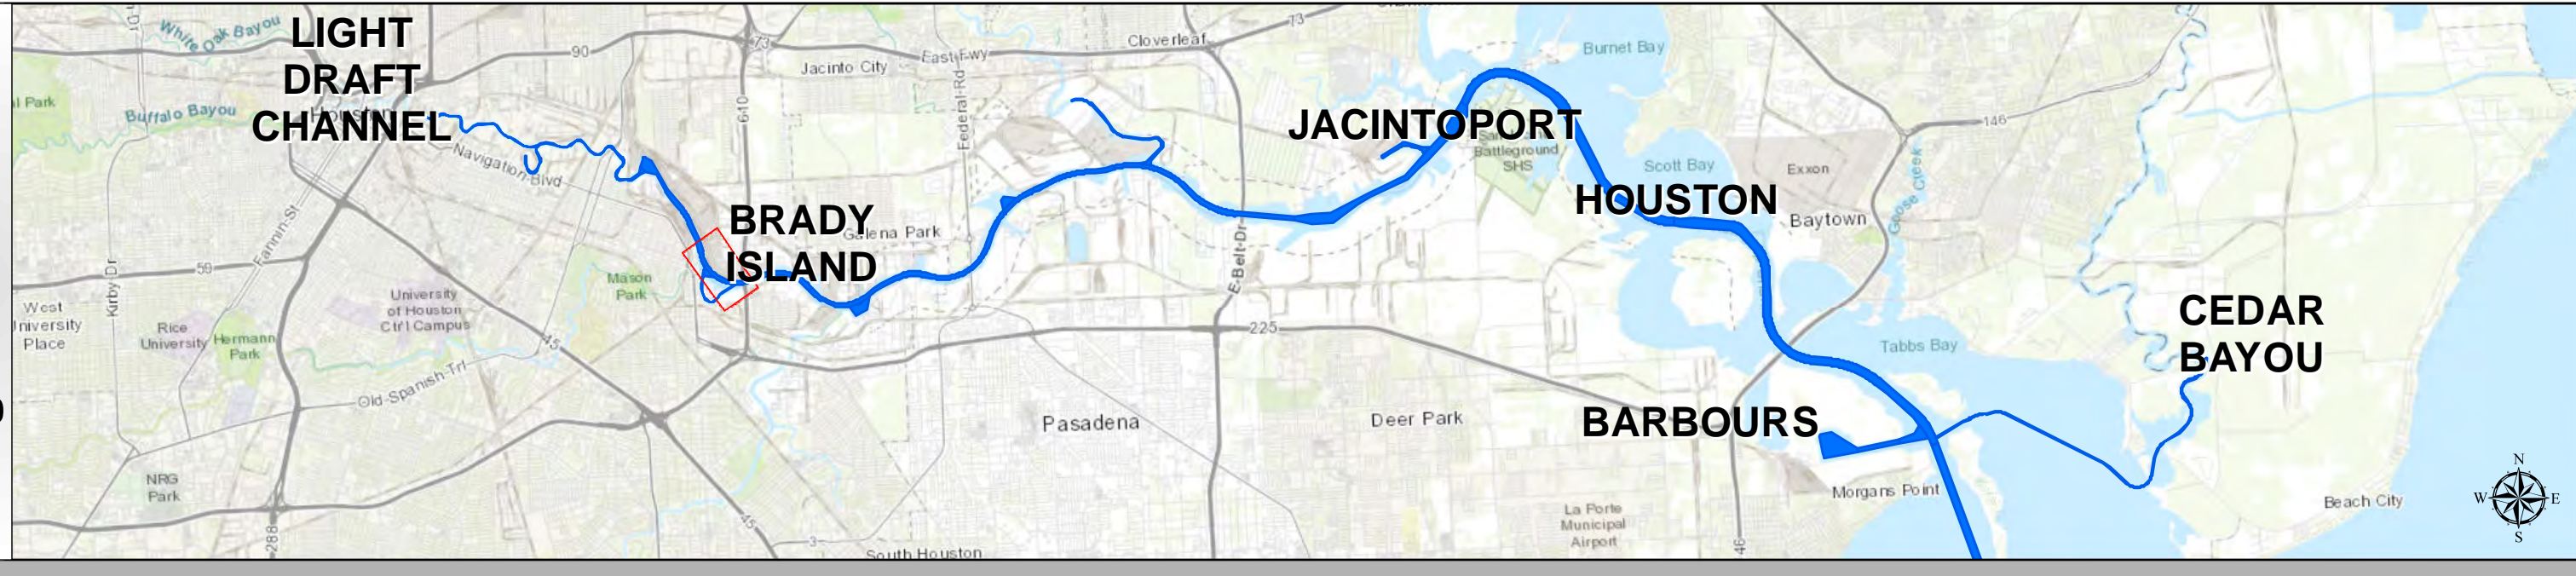 White Oak Bayou
LIGHT
DRAFT
CHANNEL
Houston
Buffalo Bayou
90
73
East Fwy
Jacinto City
Cloverleaf
73
Burnet Bay
610
Federal-Rd
Navigation-Blvd
JACINTOPORT
Battleground
SHS
Scott Bay
Exxon
146
Goose Creek
HOUSTON
Baytown
BRADY
ISLAND
Galena Park
E-Belt-Dr
Fannin-St
Kirby Dr
59
Mason
Park
University
of Houston
Ctr'l Campus
West
University
Place
Rice
University
Hermann
Park
45
Old-Spanish-Trl
225
Tabbs Bay
CEDAR
BAYOU
BARBOURS
Pasadena
Deer Park
NRG
Park
Morgans Point
La Porte
Municipal
Airport
Beach City
288
45
3
South Houston
N
W
E
S